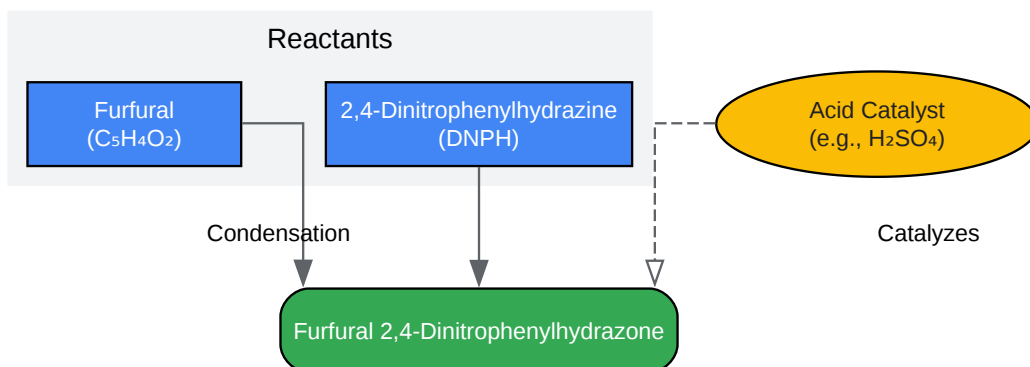 Reactants
Furfural
(C₅H₄O₂)
2,4-Dinitrophenylhydrazine
(DNPH)
Acid Catalyst
(e.g., H₂SO₄)
Condensation
Catalyzes
Furfural 2,4-Dinitrophenylhydrazone